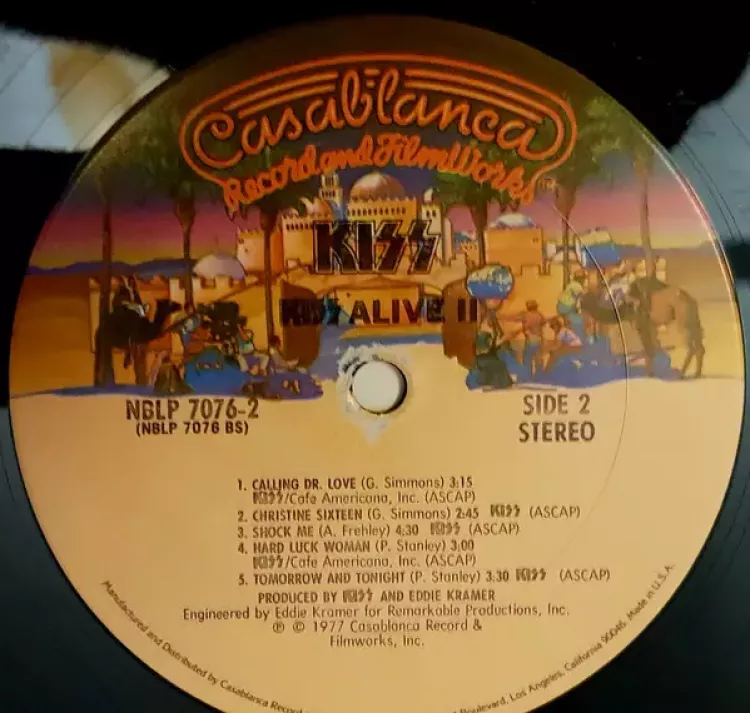 Casablanca
Record and FilmWorks
KISS
KISS ALIVE II
NBLP 7076-2
(NBLP 7076 BS)
SIDE 2
STEREO
1. CALLING DR. LOVE (G. Simmons) 3:15
KISS/Cafe Americana, Inc. (ASCAP)
2. CHRISTINE SIXTEEN (G. Simmons) 2:45 KISS (ASCAP)
3. SHOCK ME (A. Frehley) 4:30 KISS (ASCAP)
4. HARD LUCK WOMAN (P. Stanley) 3:00
KISS/Cafe Americana, Inc. (ASCAP)
5. TOMORROW AND TONIGHT (P. Stanley) 3:30 KISS (ASCAP)
PRODUCED BY KISS AND EDDIE KRAMER
Engineered by Eddie Kramer for Remarkable Productions, Inc.
℗ © 1977 Casablanca Record &
Filmworks, Inc.
Manufactured and Distributed by Casablanca Record Boulevard, Los Angeles, California 90046. Made in U.S.A.